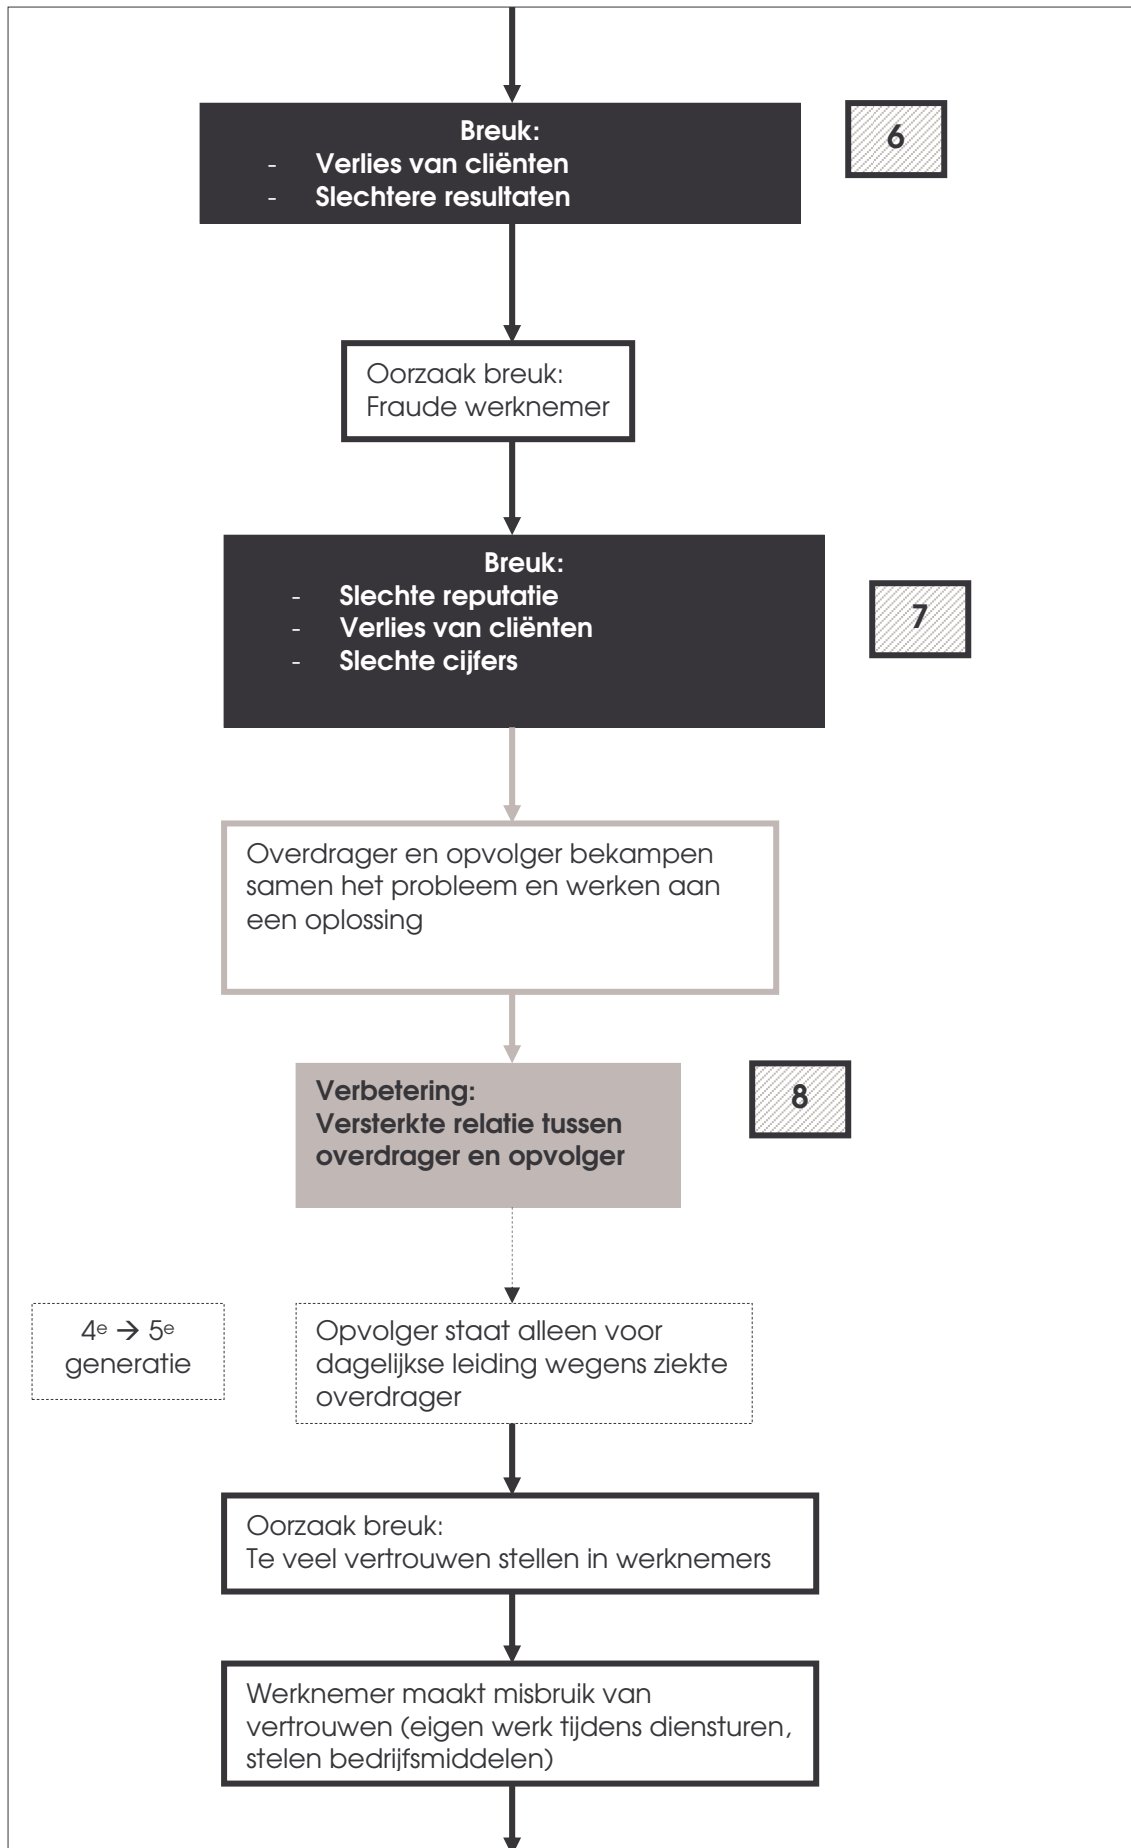 Breuk:
- Verlies van cliënten
- Slechtere resultaten
6
Oorzaak breuk:
Fraude werknemer
Breuk:
- Slechte reputatie
- Verlies van cliënten
- Slechte cijfers
7
Overdrager en opvolger bekampen
samen het probleem en werken aan
een oplossing
Verbetering:
Versterkte relatie tussen
overdrager en opvolger
8
4e → 5e
generatie
Opvolger staat alleen voor
dagelijkse leiding wegens ziekte
overdrager
Oorzaak breuk:
Te veel vertrouwen stellen in werknemers
Werknemer maakt misbruik van
vertrouwen (eigen werk tijdens diensturen,
stelen bedrijfsmiddelen)